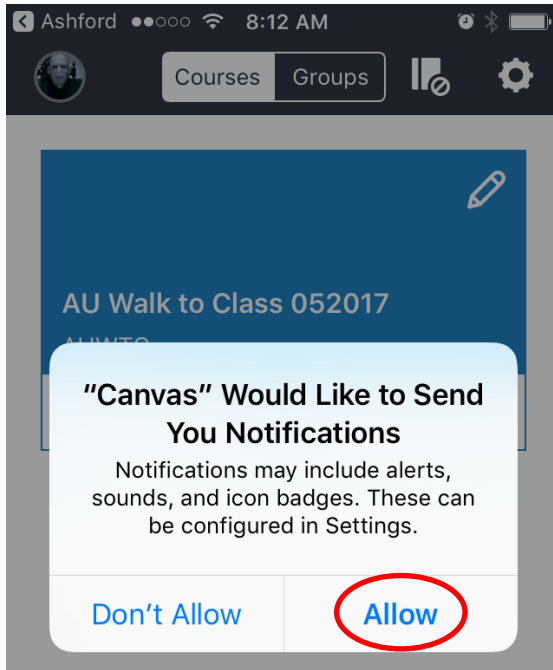 Ashford 8:12 AM
Courses Groups
AU Walk to Class 052017
“Canvas” Would Like to Send
You Notifications
Notifications may include alerts,
sounds, and icon badges. These can
be configured in Settings.
Don’t Allow Allow